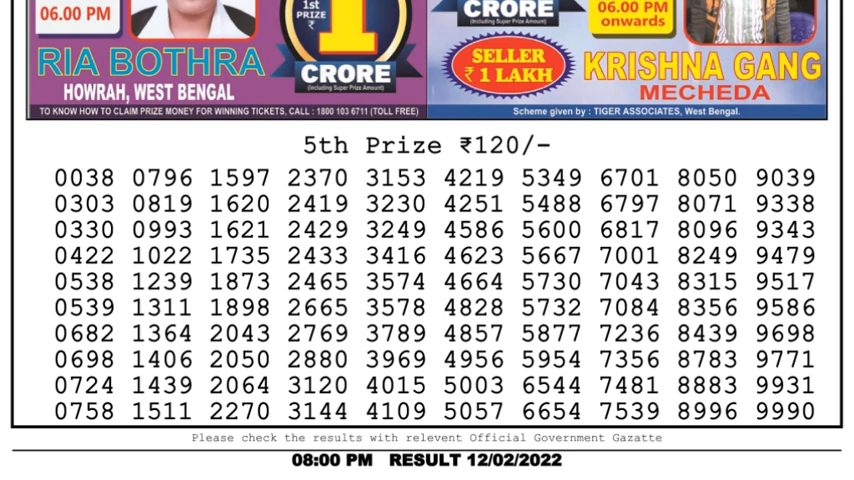 06.00 PM
RIA BOTHRA
HOWRAH, WEST BENGAL
1st
PRIZE
₹
1
CRORE
(Including Super Prize Amount)
TO KNOW HOW TO CLAIM PRIZE MONEY FOR WINNING TICKETS, CALL : 1800 103 6711 (TOLL FREE)
CRORE
(Including Super Prize Amount)
06.00 PM
onwards
SELLER
₹ 1 LAKH
KRISHNA GANG
MECHEDA
Scheme given by : TIGER ASSOCIATES, West Bengal.
5th Prize ₹120/-
0038 0796 1597 2370 3153 4219 5349 6701 8050 9039
0303 0819 1620 2419 3230 4251 5488 6797 8071 9338
0330 0993 1621 2429 3249 4586 5600 6817 8096 9343
0422 1022 1735 2433 3416 4623 5667 7001 8249 9479
0538 1239 1873 2465 3574 4664 5730 7043 8315 9517
0539 1311 1898 2665 3578 4828 5732 7084 8356 9586
0682 1364 2043 2769 3789 4857 5877 7236 8439 9698
0698 1406 2050 2880 3969 4956 5954 7356 8783 9771
0724 1439 2064 3120 4015 5003 6544 7481 8883 9931
0758 1511 2270 3144 4109 5057 6654 7539 8996 9990
Please check the results with relevent Official Government Gazatte
08:00 PM RESULT 12/02/2022